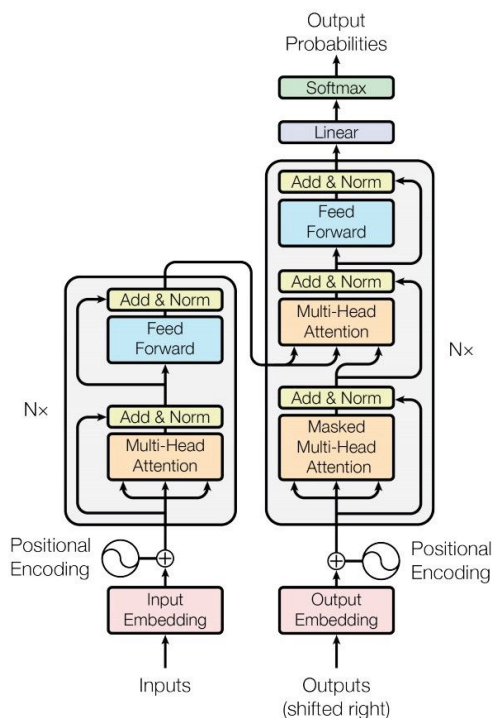 Output
Probabilities
Softmax
Linear
Add & Norm
Feed
Forward
Add & Norm
Multi-Head
Attention
Add & Norm
Masked
Multi-Head
Attention
N×
Add & Norm
Feed
Forward
Add & Norm
Multi-Head
Attention
N×
Positional
Encoding
Positional
Encoding
Input
Embedding
Output
Embedding
Inputs
Outputs
(shifted right)